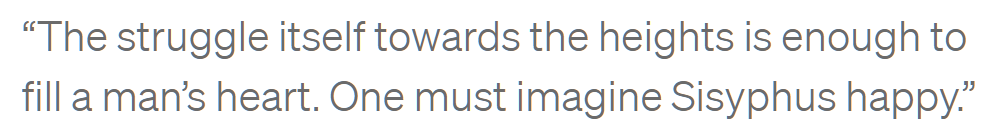 “The struggle itself towards the heights is enough to
fill a man’s heart. One must imagine Sisyphus happy.”